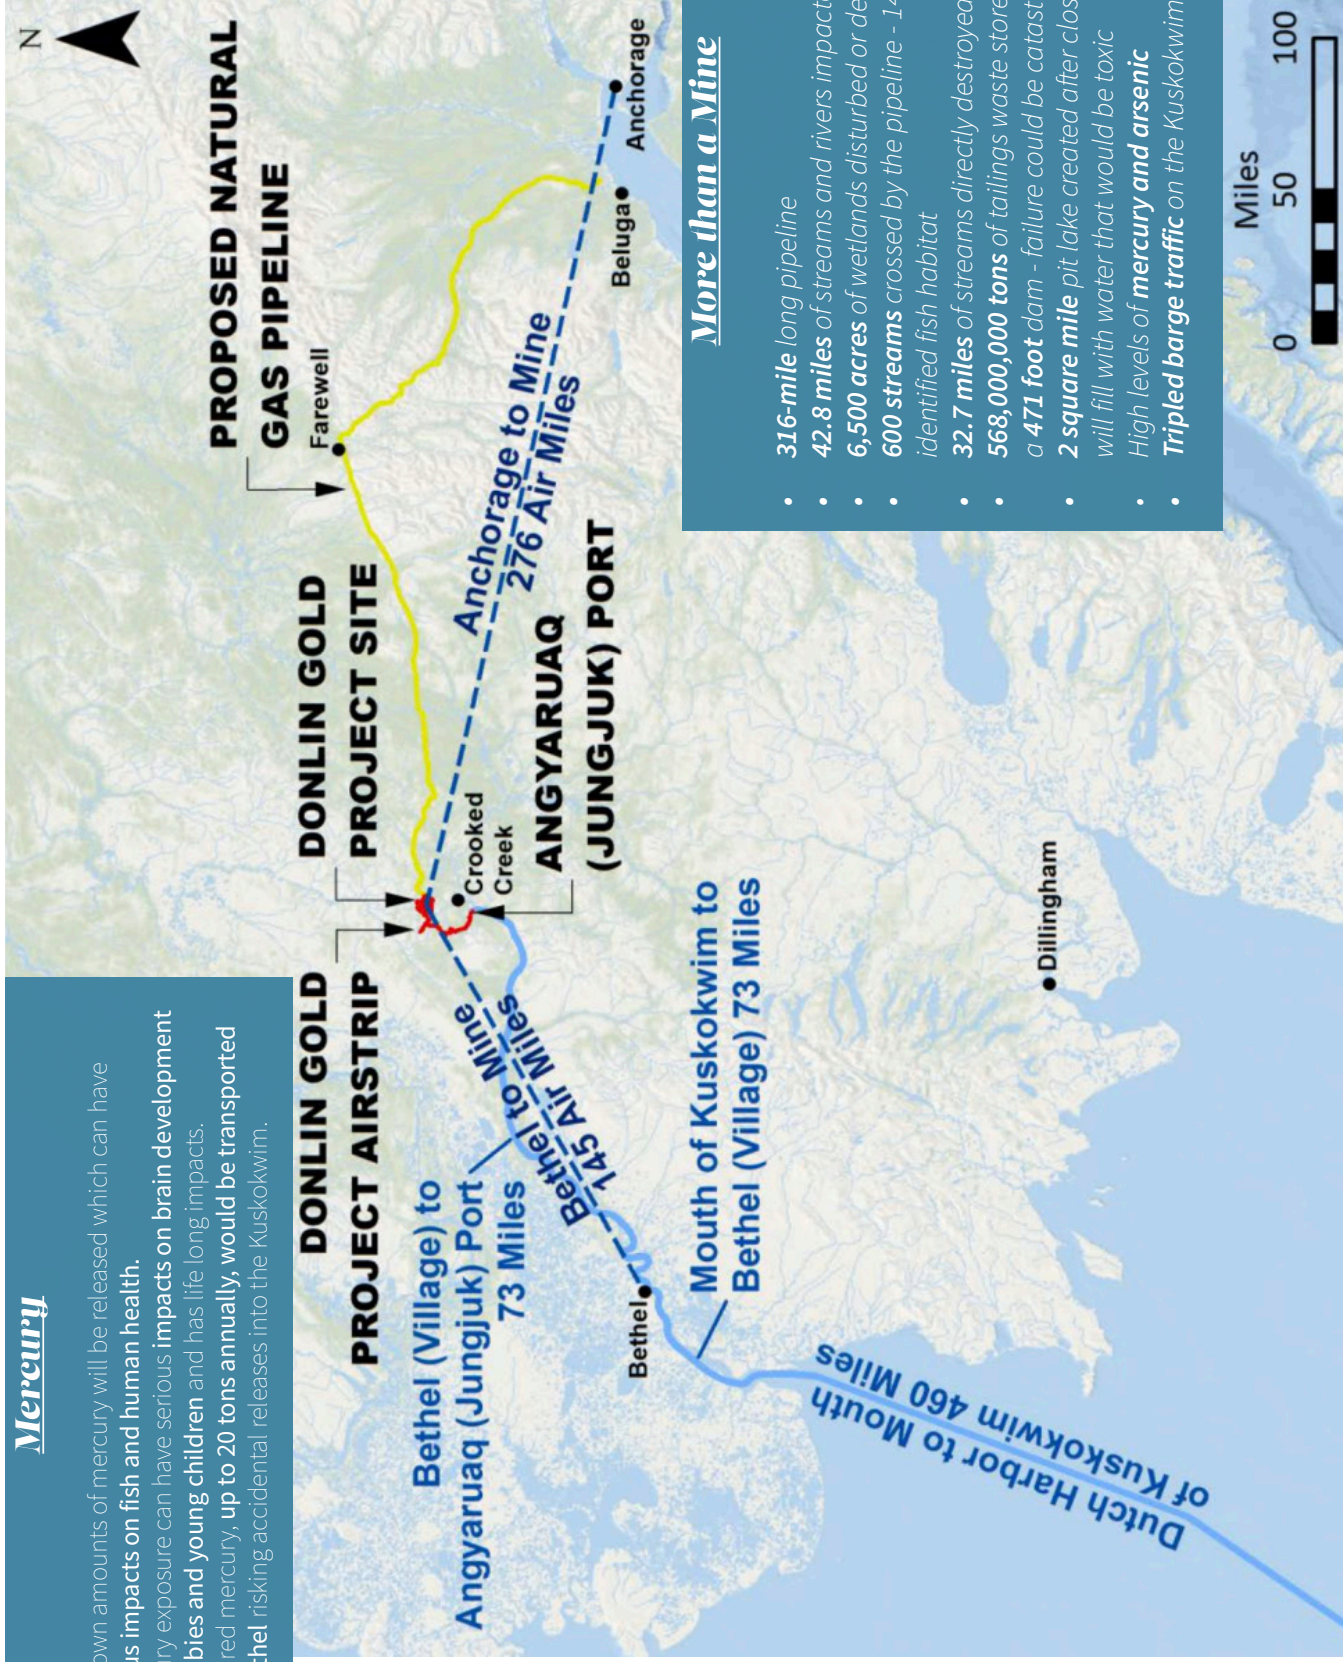 Mercury
own amounts of mercury will be released which can have
us impacts on fish and human health.
ry exposure can have serious impacts on brain development
bies and young children and has life long impacts.
red mercury, up to 20 tons annually, would be transported
thel risking accidental releases into the Kuskokwim.
N
PROPOSED NATURAL
GAS PIPELINE
Farewell
DONLIN GOLD
PROJECT SITE
DONLIN GOLD
PROJECT AIRSTRIP
Anchorage to Mine
276 Air Miles
Anchorage
Beluga
Crooked
Creek
ANGYARUAQ
(JUNGJUK) PORT
Bethel to Mine
145 Air Miles
Bethel (Village) to
Angyaruaq (Jungjuk) Port
73 Miles
Bethel
Mouth of Kuskokwim to
Bethel (Village) 73 Miles
Dutch Harbor to Mouth
of Kuskokwim 460 Miles
Dillingham
More than a Mine
• 316-mile long pipeline
• 42.8 miles of streams and rivers impact
• 6,500 acres of wetlands disturbed or de
• 600 streams crossed by the pipeline - 14
identified fish habitat
• 32.7 miles of streams directly destroyed
• 568,000,000 tons of tailings waste store
a 471 foot dam - failure could be catast
• 2 square mile pit lake created after clos
will fill with water that would be toxic
• High levels of mercury and arsenic
• Tripled barge traffic on the Kuskokwim
Miles
0 50 100